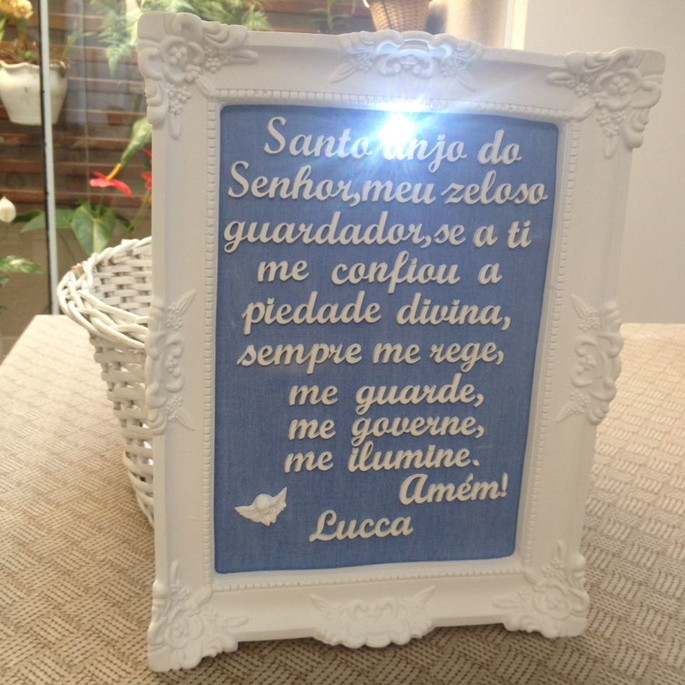 Santo anjo do
Senhor, meu zeloso
guardador, se a ti
me confiou a
piedade divina,
sempre me rege,
me guarde,
me governe,
me ilumine.
Amém!
Lucca